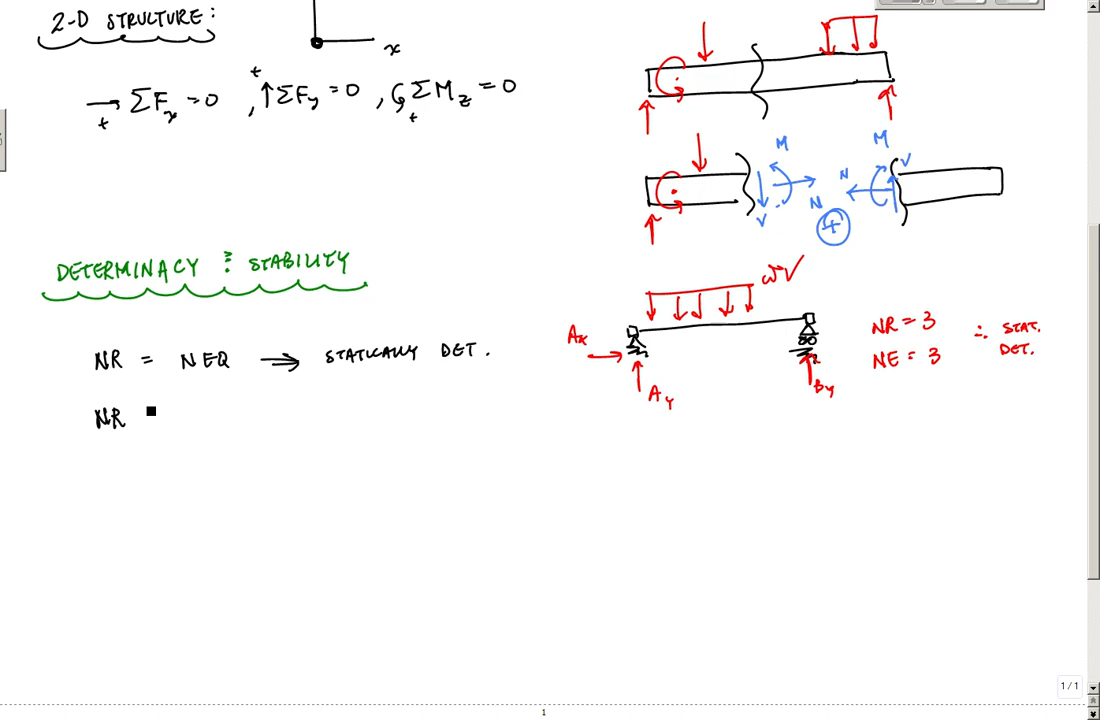 2-D STRUCTURE:
x
→+ ΣFx = 0 , +↑ΣFy = 0 , ↺+ ΣMz = 0
M
M
V
N
N
V
+
DETERMINACY & STABILITY
w ✓
NR = NEQ → STATICALLY DET.
Ax
Ay
By
NR = 3
NE = 3
∴ STAT.
DET.
NR
1/1
1